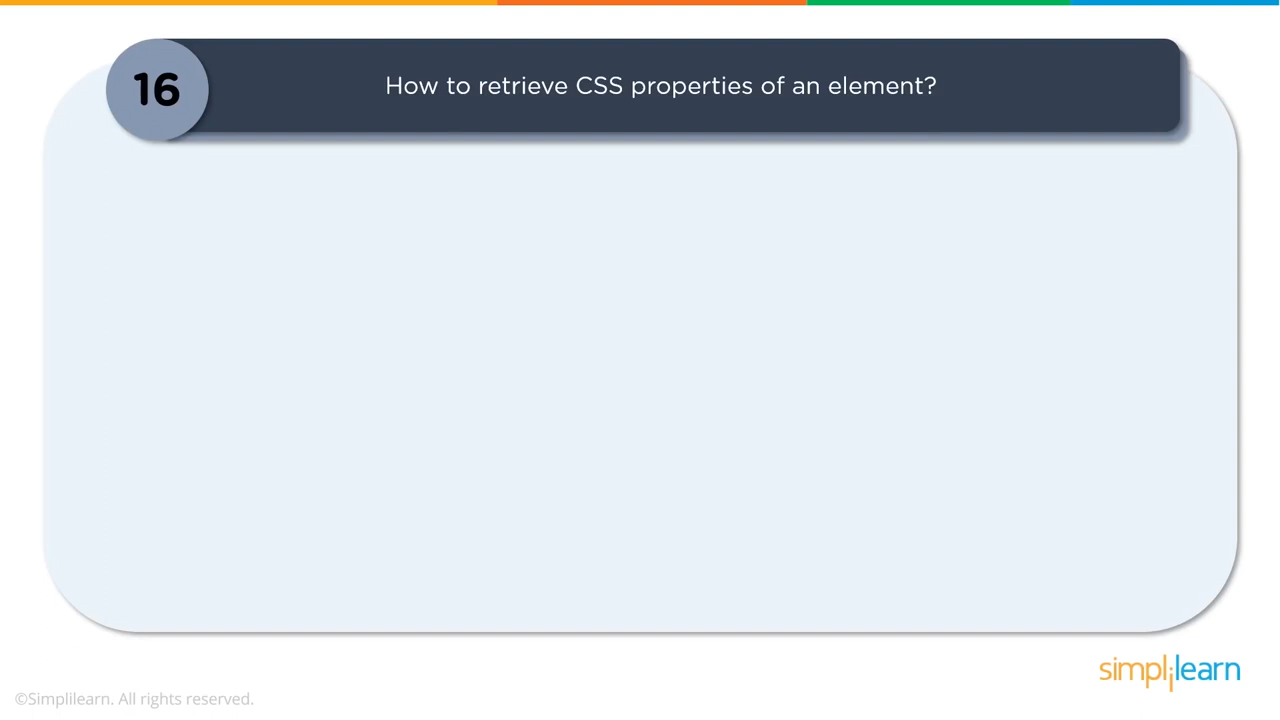 16
How to retrieve CSS properties of an element?
simplilearn
©Simplilearn. All rights reserved.